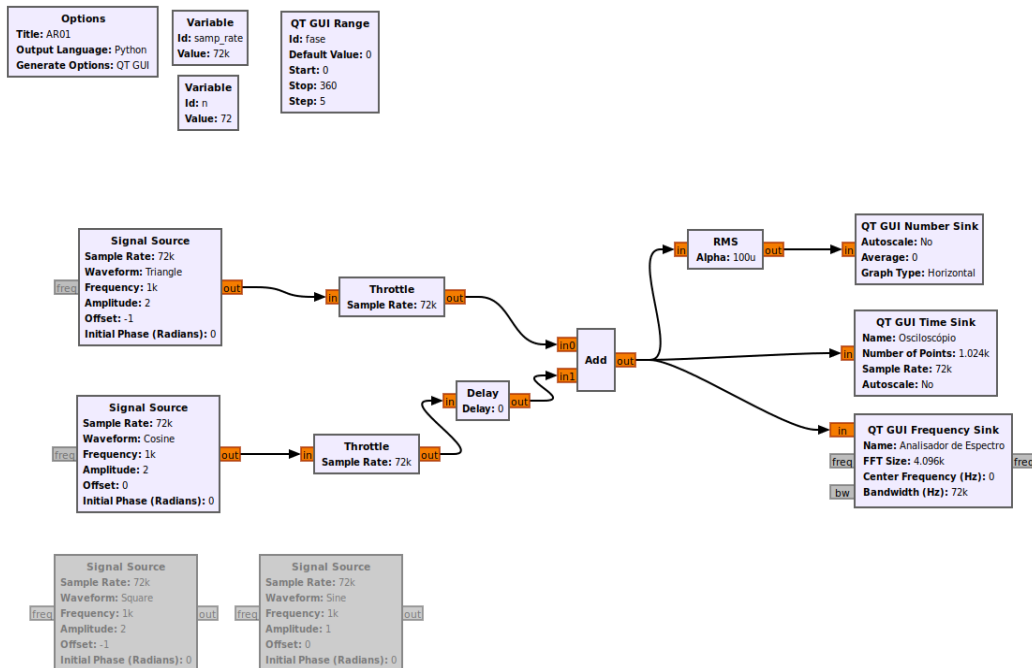 Options
Title: AR01
Output Language: Python
Generate Options: QT GUI
Variable
Id: samp_rate
Value: 72k
Variable
Id: n
Value: 72
QT GUI Range
Id: fase
Default Value: 0
Start: 0
Stop: 360
Step: 5
Signal Source
Sample Rate: 72k
Waveform: Triangle
Frequency: 1k
Amplitude: 2
Offset: -1
Initial Phase (Radians): 0
freq
out
in
Throttle
Sample Rate: 72k
out
Signal Source
Sample Rate: 72k
Waveform: Cosine
Frequency: 1k
Amplitude: 2
Offset: 0
Initial Phase (Radians): 0
freq
out
in
Throttle
Sample Rate: 72k
out
in
Delay
Delay: 0
out
in0
in1
Add
out
in
RMS
Alpha: 100u
out
in
QT GUI Number Sink
Autoscale: No
Average: 0
Graph Type: Horizontal
in
QT GUI Time Sink
Name: Osciloscópio
Number of Points: 1.024k
Sample Rate: 72k
Autoscale: No
in
freq
bw
QT GUI Frequency Sink
Name: Analisador de Espectro
FFT Size: 4.096k
Center Frequency (Hz): 0
Bandwidth (Hz): 72k
freq
Signal Source
Sample Rate: 72k
Waveform: Square
Frequency: 1k
Amplitude: 2
Offset: -1
Initial Phase (Radians): 0
freq
out
Signal Source
Sample Rate: 72k
Waveform: Sine
Frequency: 1k
Amplitude: 1
Offset: 0
Initial Phase (Radians): 0
freq
out